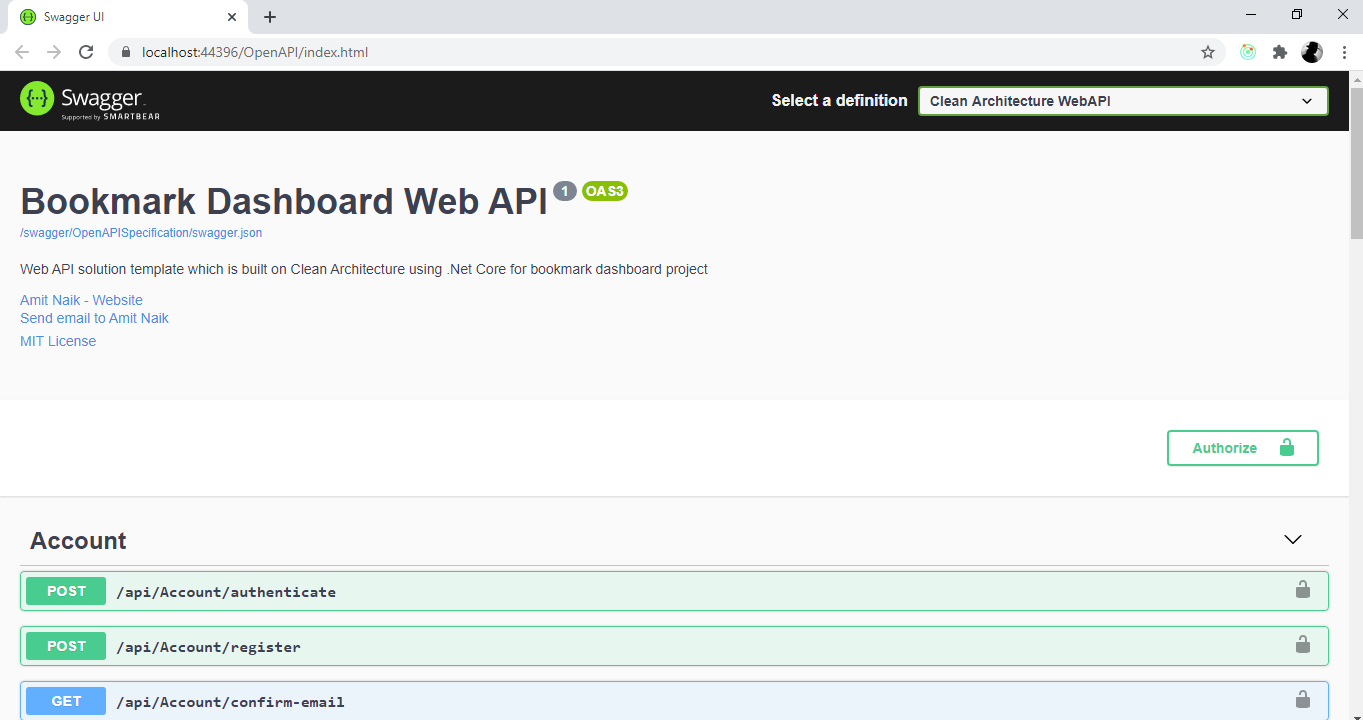 Swagger UI
localhost:44396/OpenAPI/index.html
Swagger
Supported by SMARTBEAR
Select a definition
Clean Architecture WebAPI
Bookmark Dashboard Web API 1 OAS3
/swagger/OpenAPISpecification/swagger.json
Web API solution template which is built on Clean Architecture using .Net Core for bookmark dashboard project
Amit Naik - Website
Send email to Amit Naik
MIT License
Authorize
Account
POST /api/Account/authenticate
POST /api/Account/register
GET /api/Account/confirm-email